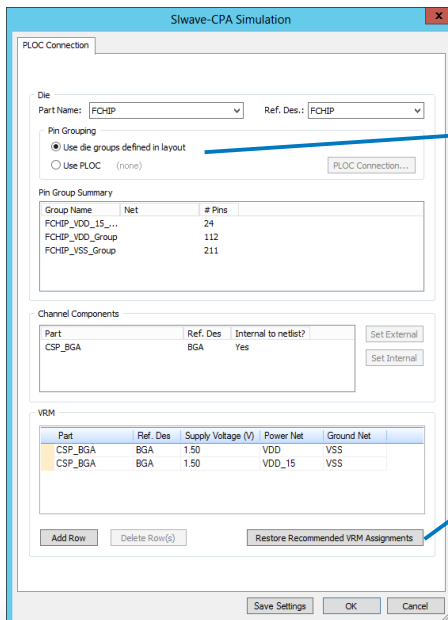 SIwave-CPA Simulation
x
PLOC Connection
Die
Part Name: FCHIP Ref. Des.: FCHIP
Pin Grouping
Use die groups defined in layout
Use PLOC (none) PLOC Connection...
Pin Group Summary
Group Name Net # Pins
FCHIP_VDD_15_... 24
FCHIP_VDD_Group 112
FCHIP_VSS_Group 211
Channel Components
Part Ref. Des Internal to netlist? Set External
CSP_BGA BGA Yes
Set Internal
VRM
Part Ref. Des Supply Voltage (V) Power Net Ground Net
CSP_BGA BGA 1.50 VDD VSS
CSP_BGA BGA 1.50 VDD_15 VSS
Add Row Delete Row(s) Restore Recommended VRM Assignments
Save Settings OK Cancel